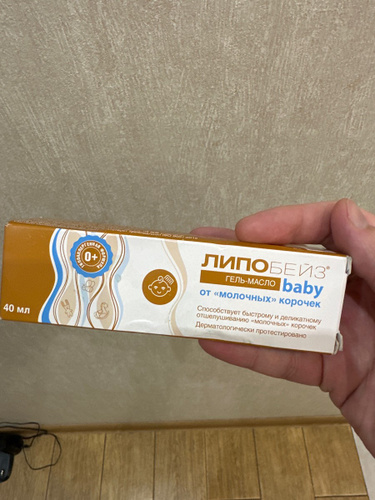 0+
ЛИПОБЕЙЗ®
ГЕЛЬ-МАСЛО baby
от «молочных» корочек
Способствует быстрому и деликатному
отшелушиванию «молочных» корочек
Дерматологически протестировано
40 мл